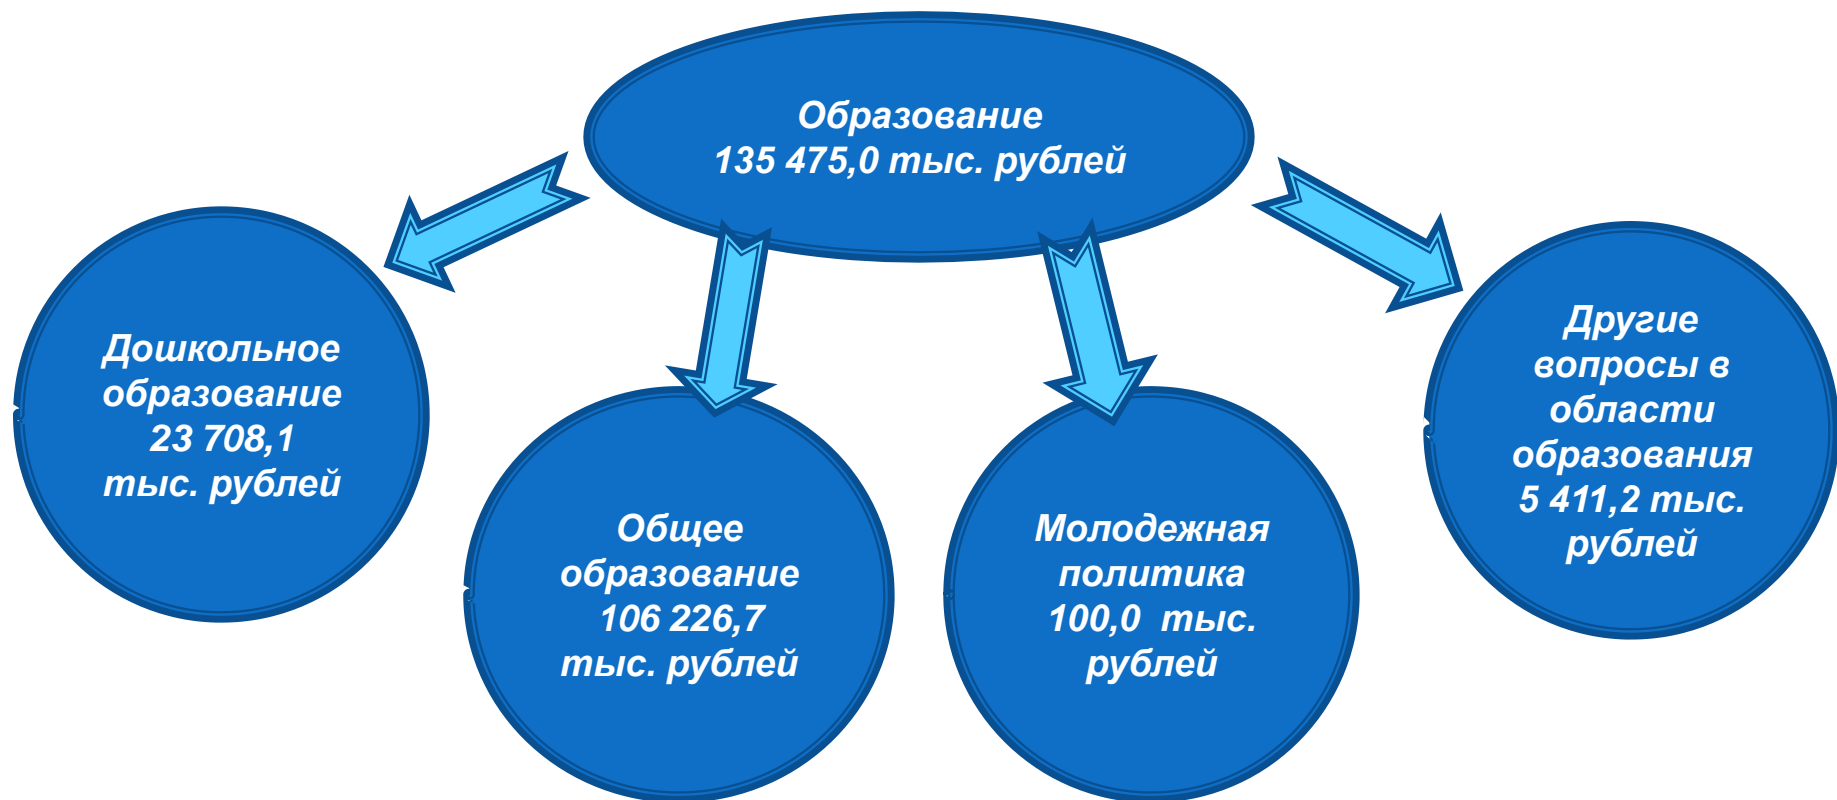 Образование
135 475,0 тыс. рублей
Дошкольное
образование
23 708,1
тыс. рублей
Общее
образование
106 226,7
тыс. рублей
Молодежная
политика
100,0  тыс.
рублей
Другие
вопросы в
области
образования
5 411,2 тыс.
рублей